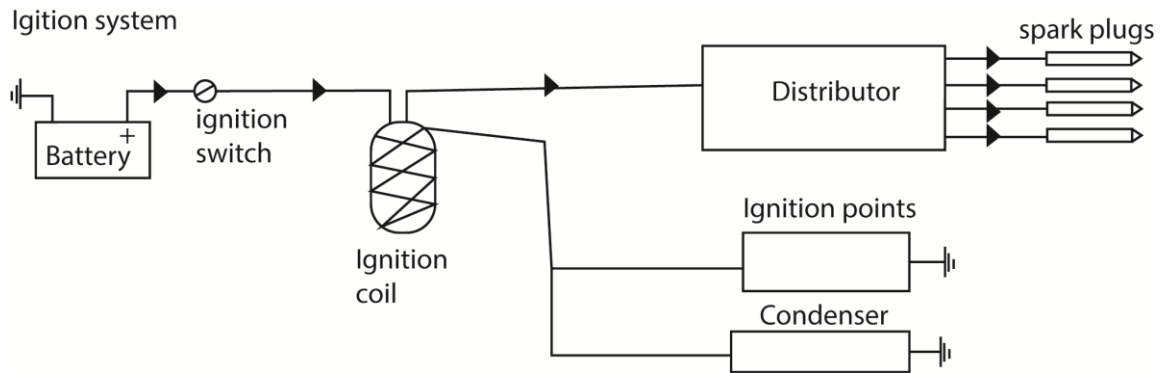 Igition system
spark plugs
Distributor
ignition
switch
+
Battery
Ignition points
Ignition
coil
Condenser